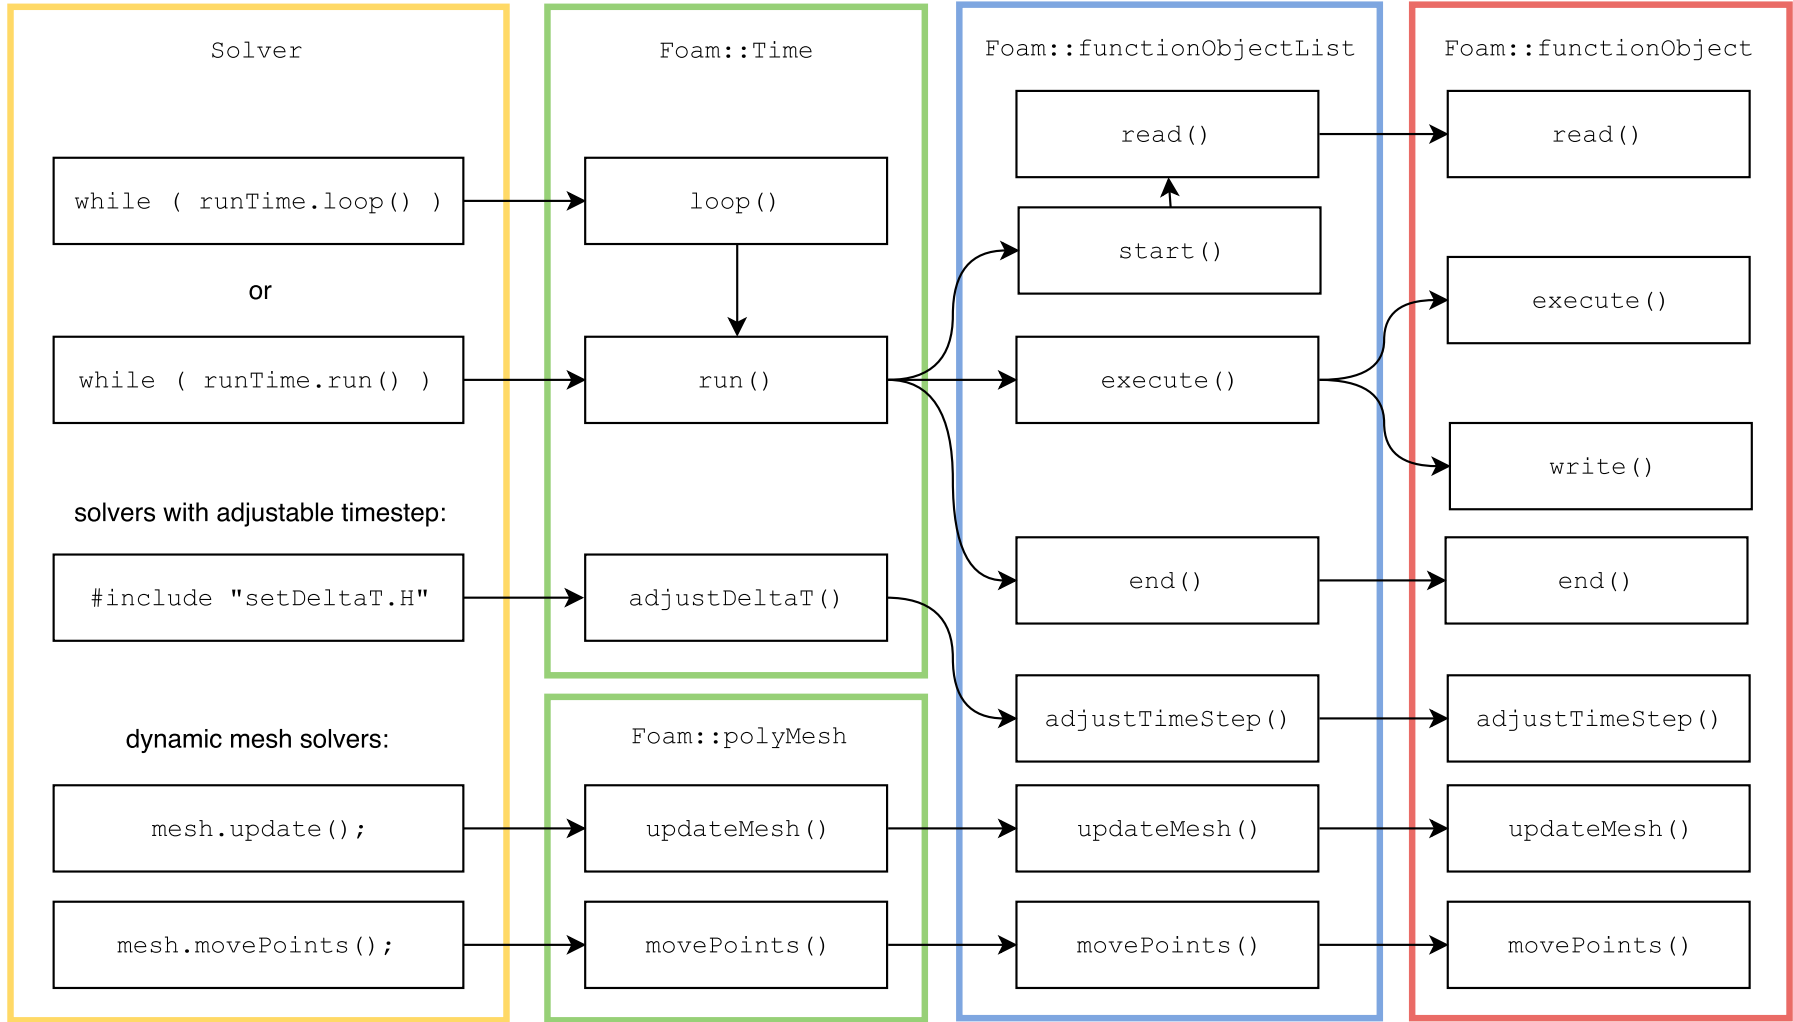 Solver
while ( runTime.loop() )
or
while ( runTime.run() )
solvers with adjustable timestep:
#include "setDeltaT.H"
dynamic mesh solvers:
mesh.update();
mesh.movePoints();
Foam::Time
loop()
run()
adjustDeltaT()
Foam::polyMesh
updateMesh()
movePoints()
Foam::functionObjectList
read()
start()
execute()
end()
adjustTimeStep()
updateMesh()
movePoints()
Foam::functionObject
read()
execute()
write()
end()
adjustTimeStep()
updateMesh()
movePoints()